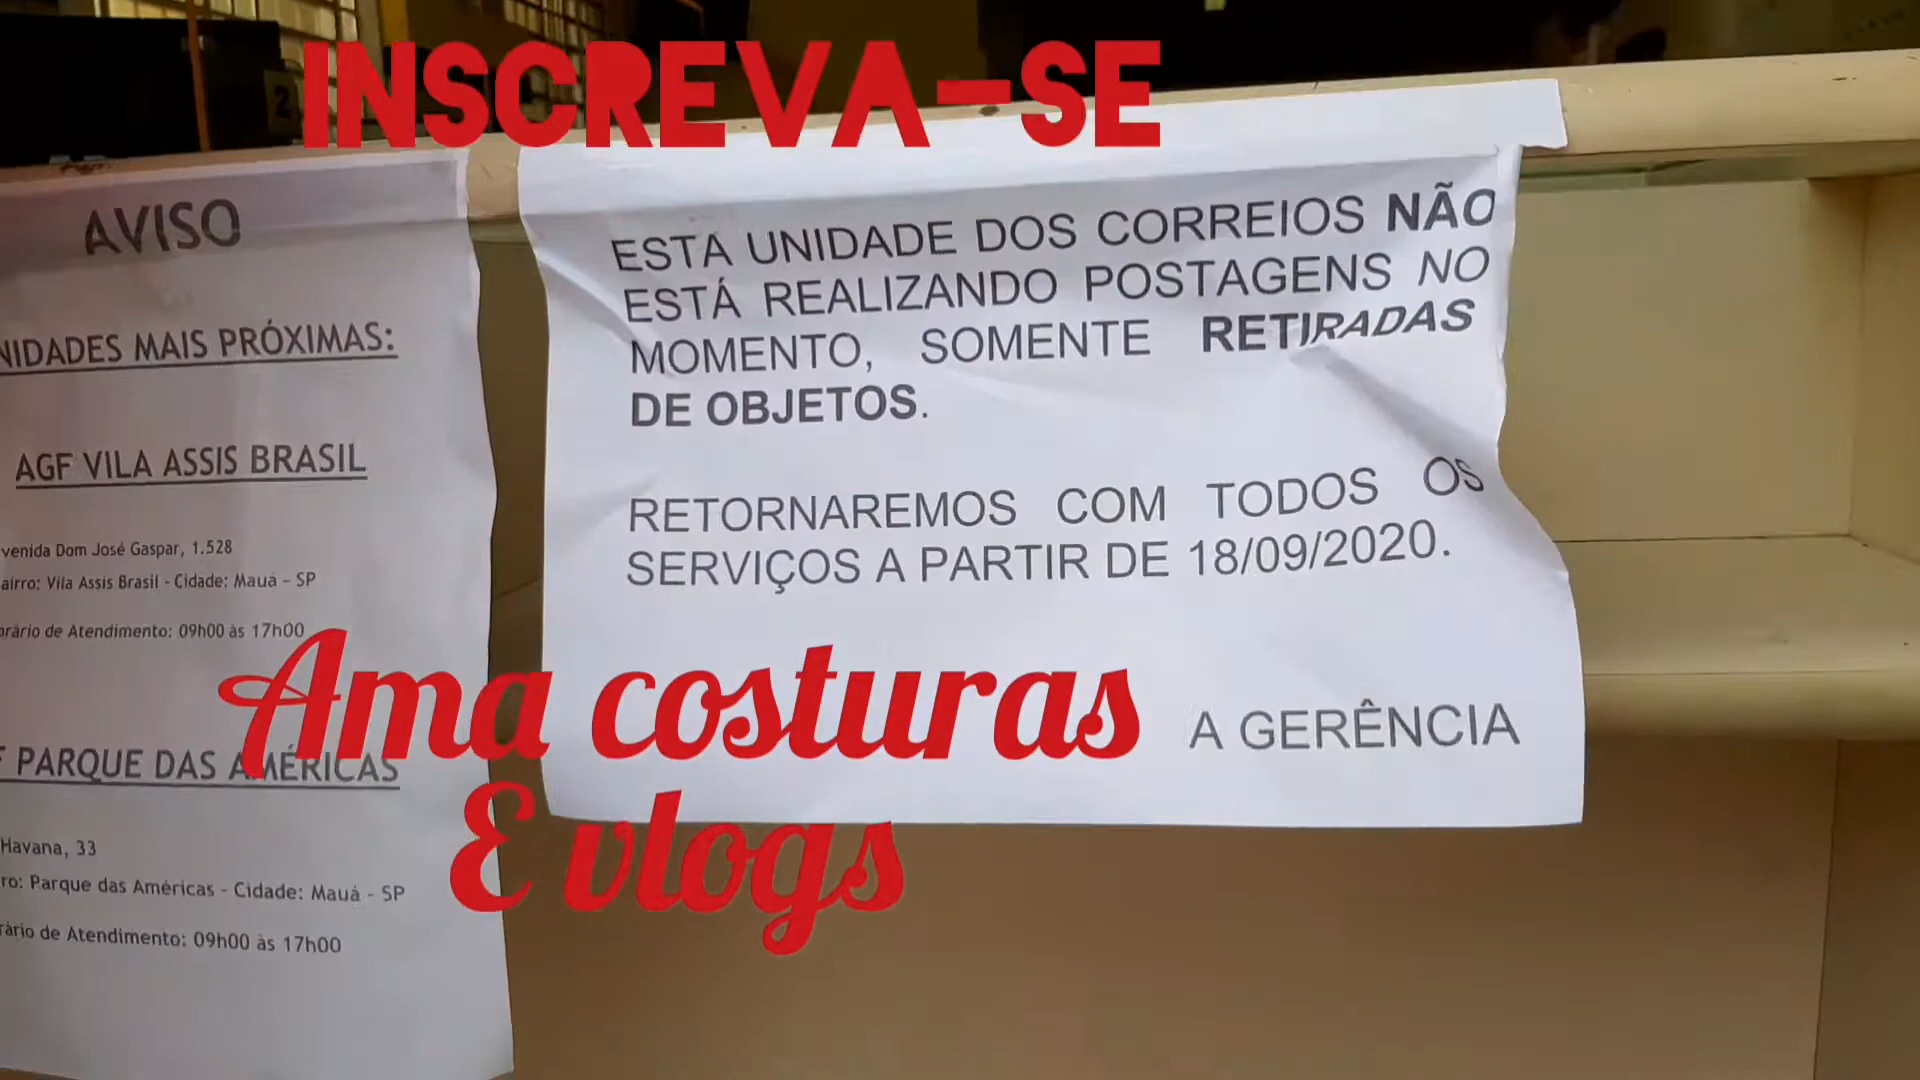 INSCREVA-SE
2
AVISO
NIDADES MAIS PRÓXIMAS:
AGF VILA ASSIS BRASIL
venida Dom José Gaspar, 1.528
airro: Vila Assis Brasil - Cidade: Mauá - SP
orário de Atendimento: 09h00 às 17h00
PARQUE DAS AMÉRICAS
Havana, 33
ro: Parque das Américas - Cidade: Mauá - SP
rário de Atendimento: 09h00 às 17h00
ESTA UNIDADE DOS CORREIOS NÃO
ESTÁ REALIZANDO POSTAGENS NO
MOMENTO, SOMENTE RETIRADAS
DE OBJETOS.
RETORNAREMOS COM TODOS OS
SERVIÇOS A PARTIR DE 18/09/2020.
A GERÊNCIA
Ama costuras
E vlogs